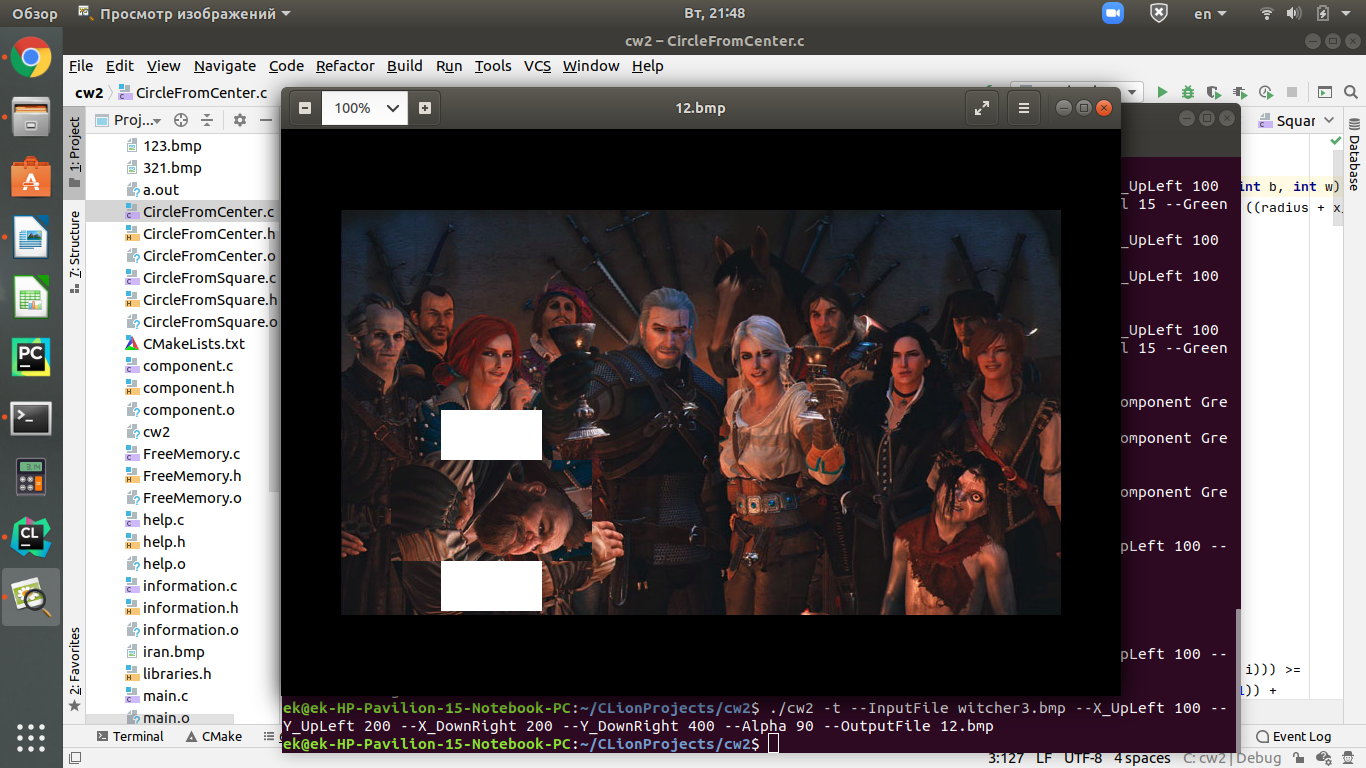 Обзор
Просмотр изображений
Вт, 21:48
en
cw2 – CircleFromCenter.c
File Edit View Navigate Code Refactor Build Run Tools VCS Window Help
cw2
CircleFromCenter.c
100%
12.bmp
1: Project
7: Structure
2: Favorites
Proj...
123.bmp
321.bmp
a.out
CircleFromCenter.c
CircleFromCenter.h
CircleFromCenter.o
CircleFromSquare.c
CircleFromSquare.h
CircleFromSquare.o
CMakeLists.txt
component.c
component.h
component.o
cw2
FreeMemory.c
FreeMemory.h
FreeMemory.o
help.c
help.h
help.o
information.c
information.h
information.o
iran.bmp
libraries.h
main.c
main.o
PC
CL
3.14
Squar
Database
int b, int w)
((radius + x_
_UpLeft 100
l 15 --Green
_UpLeft 100
_UpLeft 100
_UpLeft 100
l 15 --Green
omponent Gre
omponent Gre
omponent Gre
pLeft 100 --
pLeft 100 --
i))) >=
)) +
ek@ek-HP-Pavilion-15-Notebook-PC:~/CLionProjects/cw2$ ./cw2 -t --InputFile witcher3.bmp --X_UpLeft 100 --
Y_UpLeft 200 --X_DownRight 200 --Y_DownRight 400 --Alpha 90 --OutputFile 12.bmp
ek@ek-HP-Pavilion-15-Notebook-PC:~/CLionProjects/cw2$
Terminal
CMake
Event Log
3:127 LF UTF-8 4 spaces C: cw2 | Debug